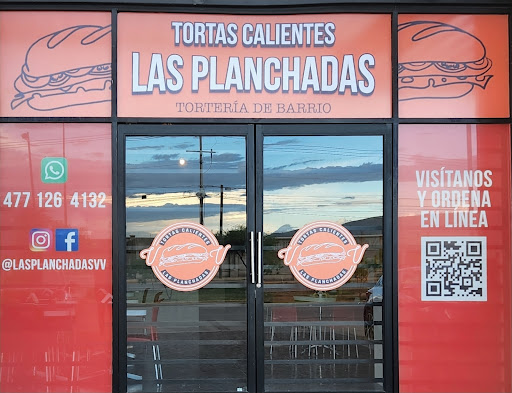 TORTAS CALIENTES
LAS PLANCHADAS
TORTERÍA DE BARRIO
477 126 4132
@LASPLANCHADASVV
VISÍTANOS
Y ORDENA
EN LÍNEA
TORTAS CALIENTES
V V
LAS PLANCHADAS
TORTAS CALIENTES
V V
LAS PLANCHADAS